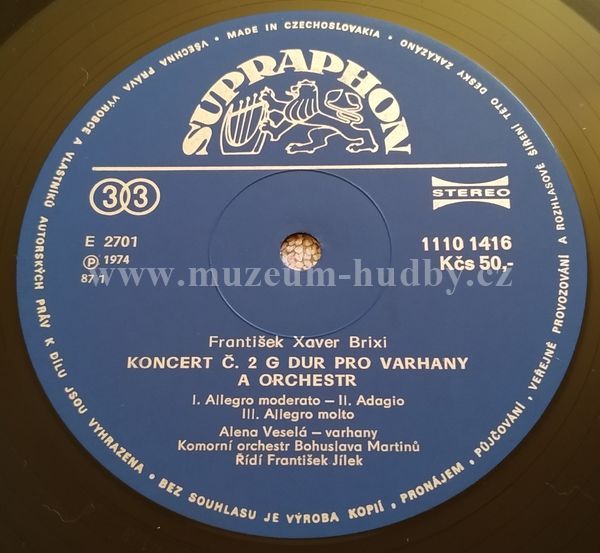 VŠECHNA PRÁVA VÝROBCE A VLASTNÍKŮ AUTORSKÝCH PRÁV K DÍLU JSOU VYHRAZENA • BEZ SOUHLASU JE VÝROBA KOPIÍ, PRONÁJEM, PŮJČOVÁNÍ, VEŘEJNÉ PROVOZOVÁNÍ A ROZHLASOVÉ ŠÍŘENÍ TÉTO DESKY ZAKÁZÁNO • MADE IN CZECHOSLOVAKIA •
SUPRAPHON
33
STEREO
E 2701
1110 1416
Ⓟ 1974
Kčs 50,-
87/1
www.muzeum-hudby.cz
František Xaver Brixi
KONCERT Č. 2 G DUR PRO VARHANY
A ORCHESTR
I. Allegro moderato – II. Adagio
III. Allegro molto
Alena Veselá – varhany
Komorní orchestr Bohuslava Martinů
Řídí František Jílek